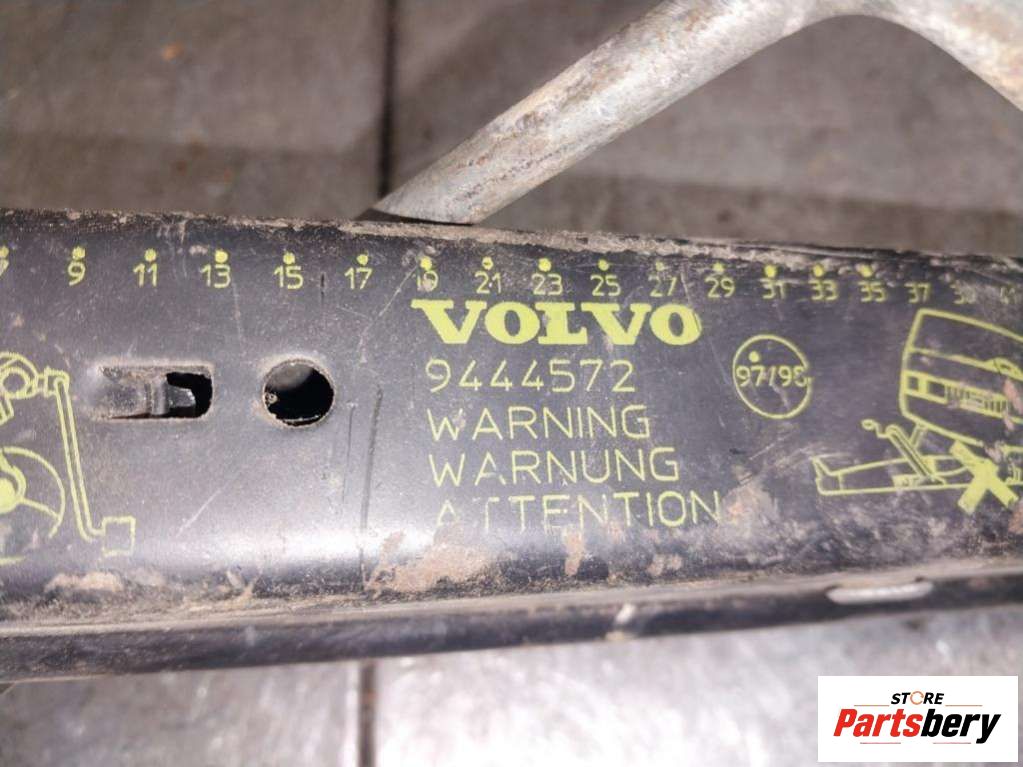 9 11 13 15 17 19 21 23 25 27 29 31 33 35 37
VOLVO
9444572
97/98
WARNING
WARNUNG
ATTENTION
STORE
Partsbery